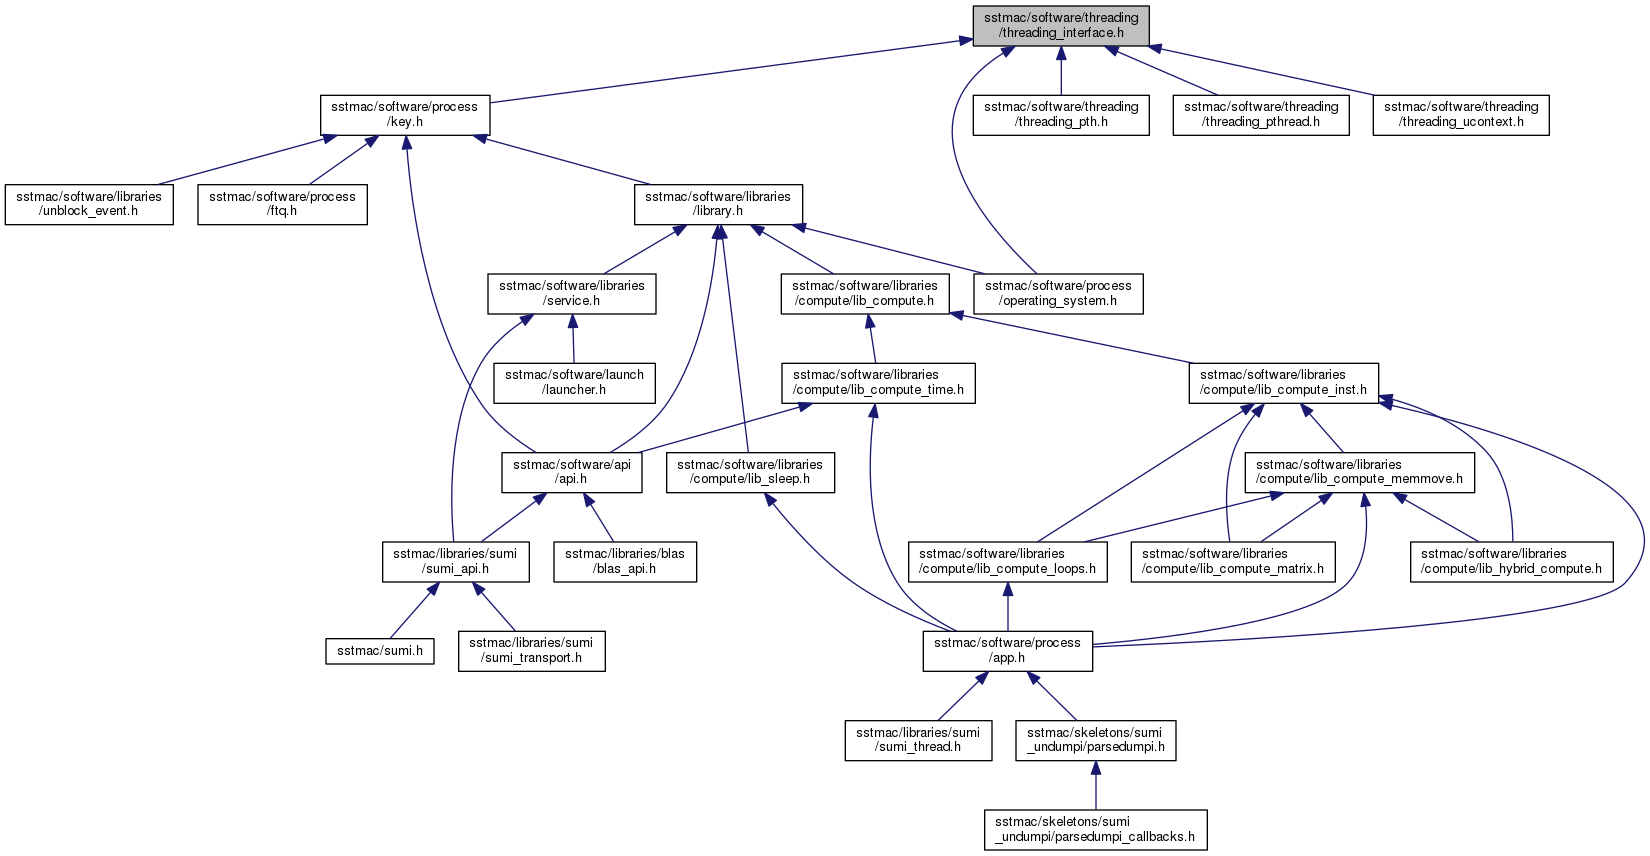 sstmac/software/threading
/threading_interface.h
sstmac/software/process
/key.h
sstmac/software/threading
/threading_pth.h
sstmac/software/threading
/threading_pthread.h
sstmac/software/threading
/threading_ucontext.h
sstmac/software/libraries
/unblock_event.h
sstmac/software/process
/ftq.h
sstmac/software/libraries
/library.h
sstmac/software/libraries
/service.h
sstmac/software/libraries
/compute/lib_compute.h
sstmac/software/process
/operating_system.h
sstmac/software/launch
/launcher.h
sstmac/software/libraries
/compute/lib_compute_time.h
sstmac/software/libraries
/compute/lib_compute_inst.h
sstmac/software/api
/api.h
sstmac/software/libraries
/compute/lib_sleep.h
sstmac/software/libraries
/compute/lib_compute_memmove.h
sstmac/libraries/sumi
/sumi_api.h
sstmac/libraries/blas
/blas_api.h
sstmac/software/libraries
/compute/lib_compute_loops.h
sstmac/software/libraries
/compute/lib_compute_matrix.h
sstmac/software/libraries
/compute/lib_hybrid_compute.h
sstmac/sumi.h
sstmac/libraries/sumi
/sumi_transport.h
sstmac/software/process
/app.h
sstmac/libraries/sumi
/sumi_thread.h
sstmac/skeletons/sumi
_undumpi/parsedumpi.h
sstmac/skeletons/sumi
_undumpi/parsedumpi_callbacks.h